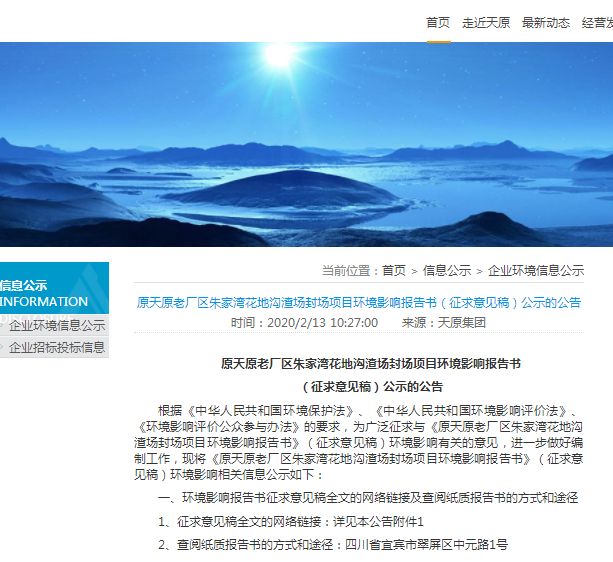 首页 走近天原 最新动态 经营发
当前位置：首页 > 信息公示 > 企业环境信息公示
信息公示
INFORMATION
企业环境信息公示
企业招标投标信息
原天原老厂区朱家湾花地沟渣场封场项目环境影响报告书（征求意见稿）公示的公告
时间：2020/2/13 10:27:00 来源：天原集团
原天原老厂区朱家湾花地沟渣场封场项目环境影响报告书
（征求意见稿）公示的公告
根据《中华人民共和国环境保护法》、《中华人民共和国环境影响评价法》、
《环境影响评价公众参与办法》的要求，为广泛征求与《原天原老厂区朱家湾花地沟
渣场封场项目环境影响报告书》（征求意见稿）环境影响有关的意见，进一步做好编
制工作，现将《原天原老厂区朱家湾花地沟渣场封场项目环境影响报告书》（征求意
见稿）环境影响相关信息公示如下：
一、环境影响报告书征求意见稿全文的网络链接及查阅纸质报告书的方式和途径
1、征求意见稿全文的网络链接：详见本公告附件1
2、查阅纸质报告书的方式和途径：四川省宜宾市翠屏区中元路1号